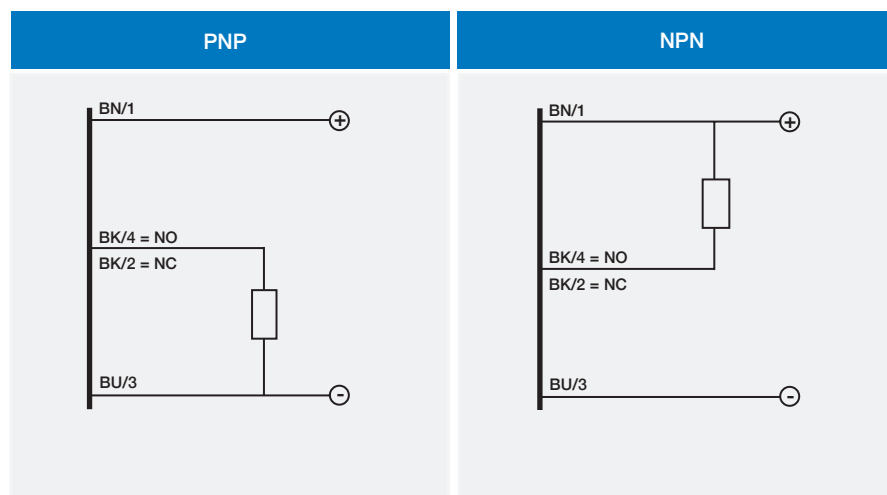 PNP
BN/1
+
BK/4 = NO
BK/2 = NC
BU/3
-
NPN
BN/1
+
BK/4 = NO
BK/2 = NC
BU/3
-